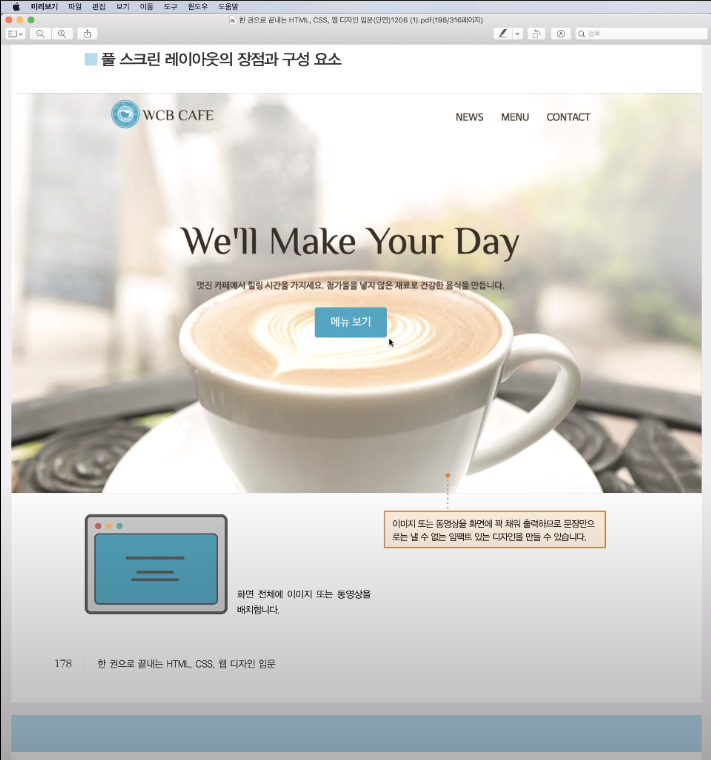 미리보기 파일 편집 보기 이동 도구 윈도우 도움말
한 권으로 끝내는 HTML, CSS, 웹 디자인 입문(단면)1206 (1).pdf(198/316페이지)
검색
풀 스크린 레이아웃의 장점과 구성 요소
WCB CAFE
NEWS MENU CONTACT
We'll Make Your Day
멋진 카페에서 힐링 시간을 가지세요. 첨가물을 넣지 않은 재료로 건강한 음식을 만듭니다.
메뉴 보기
이미지 또는 동영상을 화면에 꽉 채워 출력하므로 문장만으
로는 낼 수 없는 임팩트 있는 디자인을 만들 수 있습니다.
화면 전체에 이미지 또는 동영상을
배치합니다.
178 한 권으로 끝내는 HTML, CSS, 웹 디자인 입문